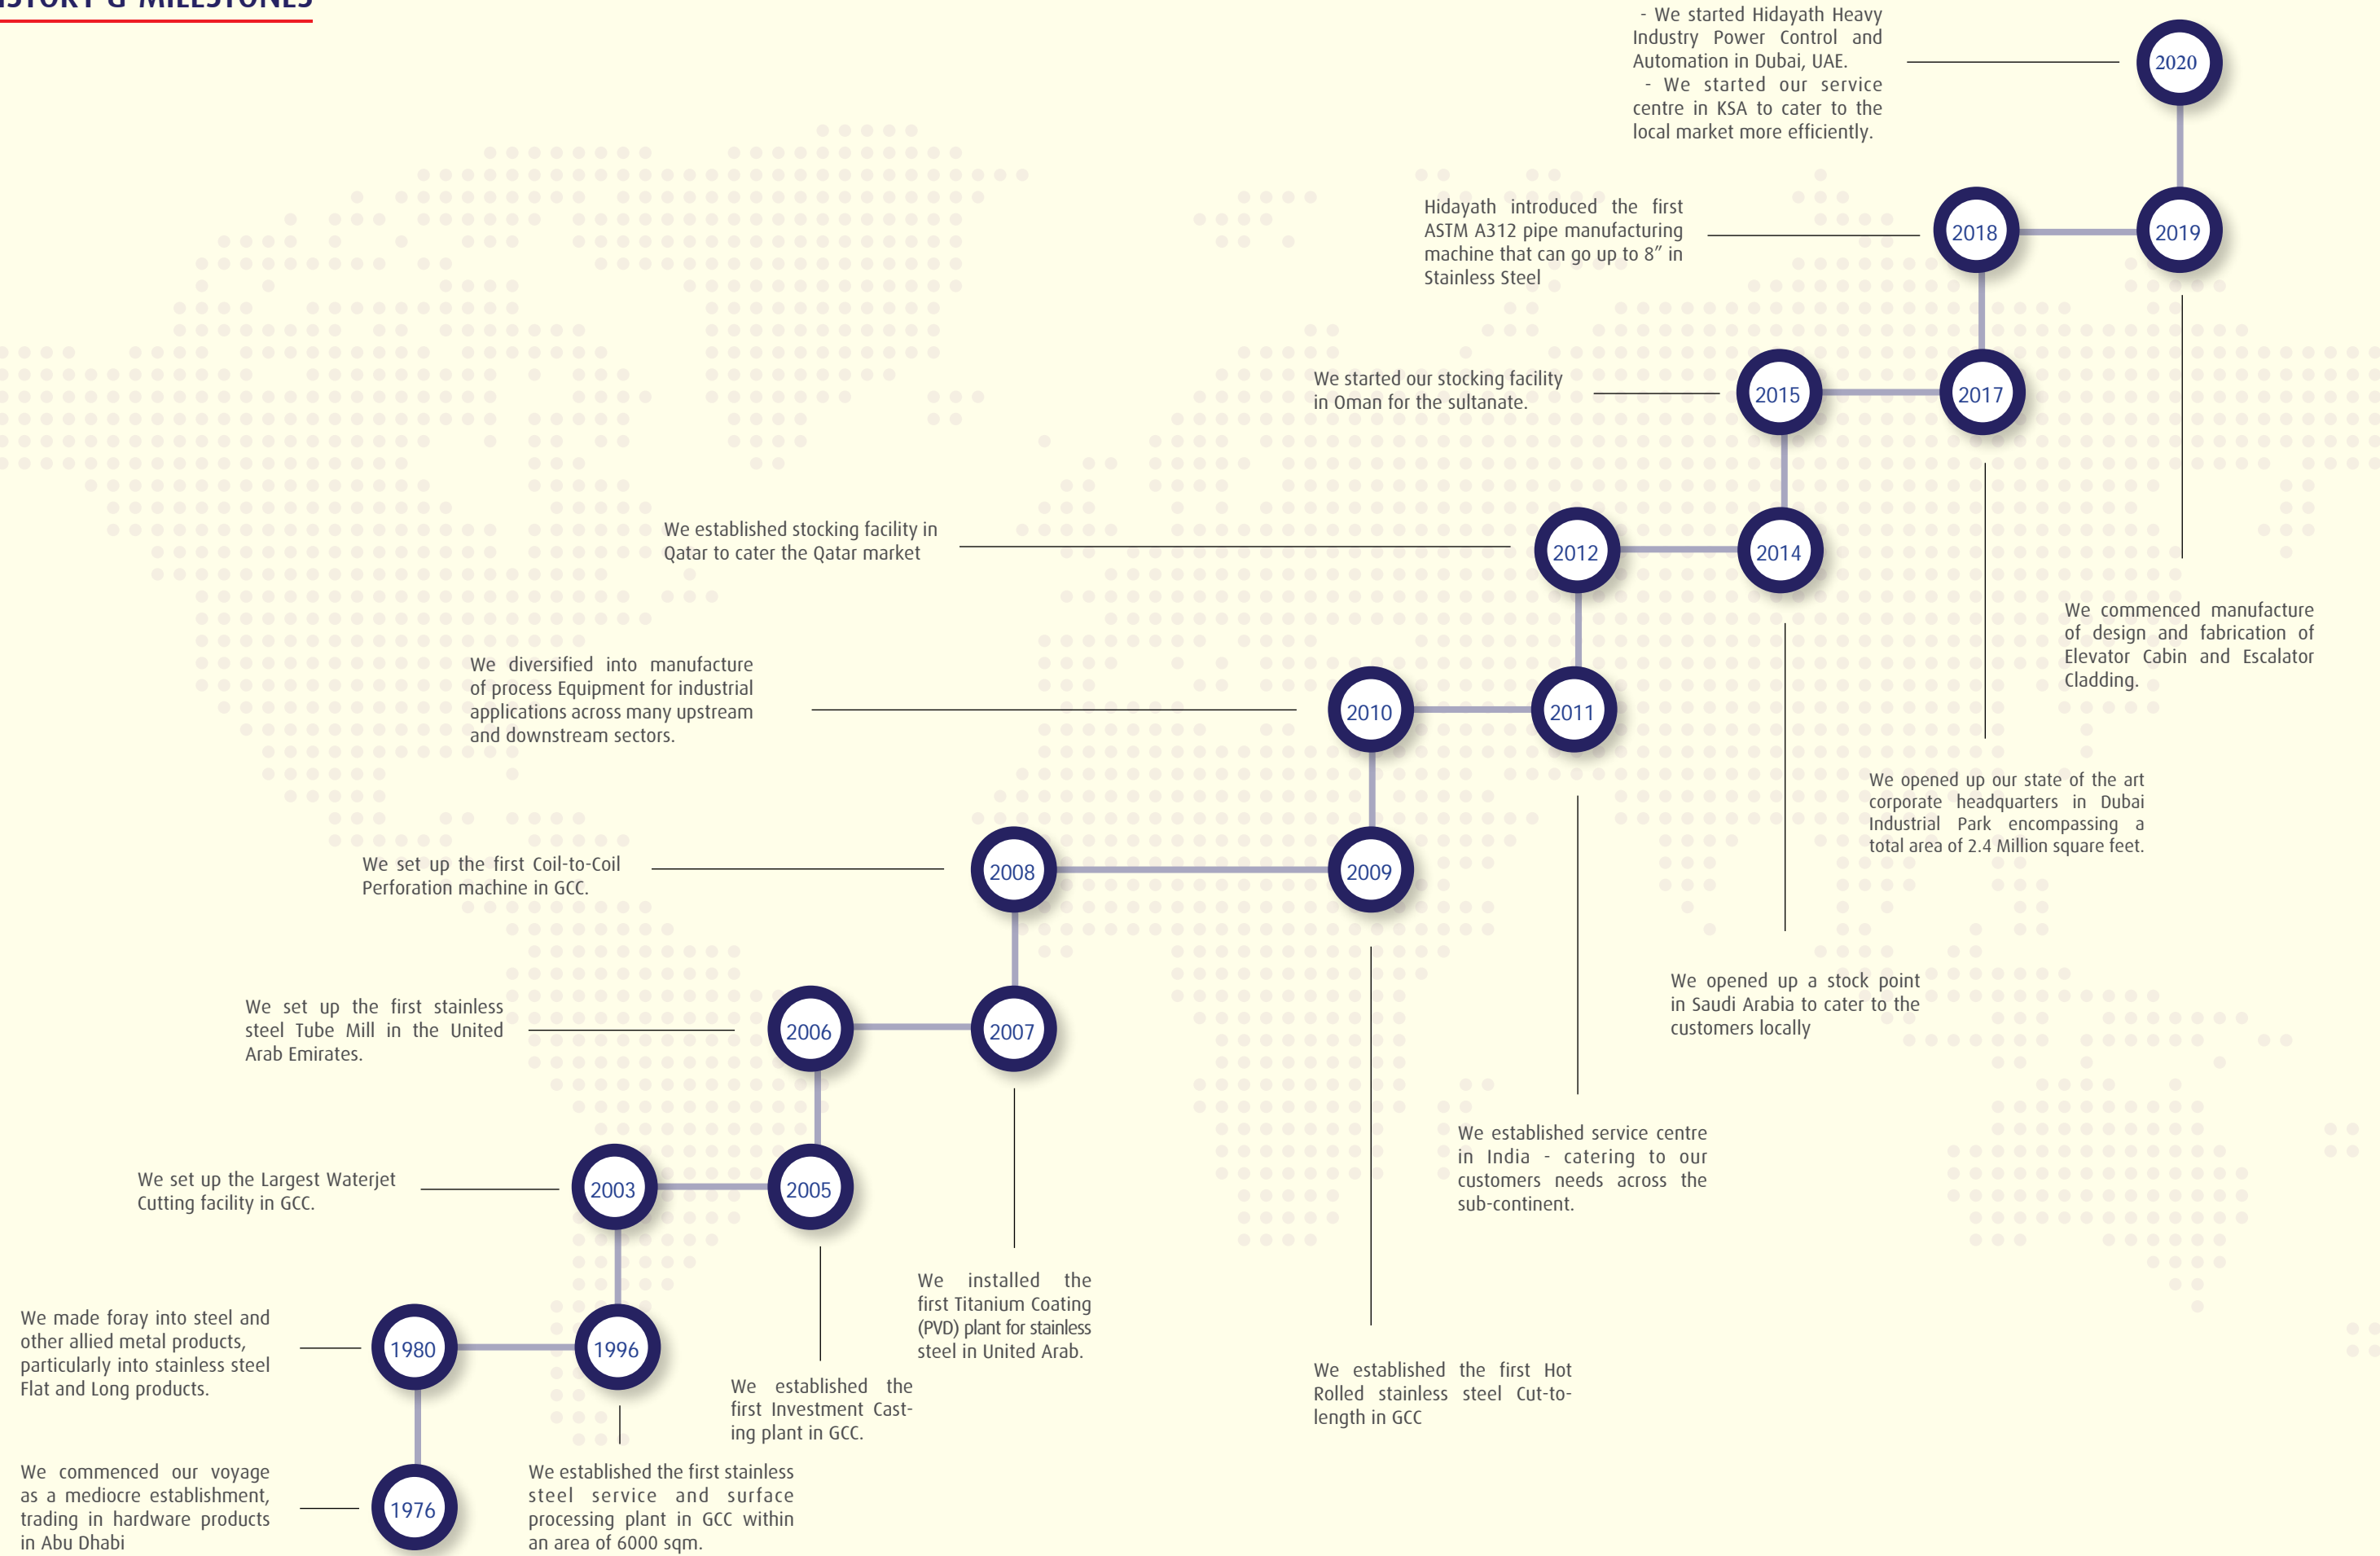 & MILESTONES
- We started Hidayath Heavy
Industry Power Control and
Automation in Dubai, UAE.
- We started our service
centre in KSA to cater to the
local market more efficiently.
2020
Hidayath introduced the first
ASTM A312 pipe manufacturing
machine that can go up to 8” in
Stainless Steel
2018
2019
We commenced manufacture
of design and fabrication of
Elevator Cabin and Escalator
Cladding.
We started our stocking facility
in Oman for the sultanate.
2015
2017
We opened up our state of the art
corporate headquarters in Dubai
Industrial Park encompassing a
total area of 2.4 Million square feet.
We established stocking facility in
Qatar to cater the Qatar market
2012
2014
We opened up a stock point
in Saudi Arabia to cater to the
customers locally
We diversified into manufacture
of process Equipment for industrial
applications across many upstream
and downstream sectors.
2010
2011
We established service centre
in India - catering to our
customers needs across the
sub-continent.
We set up the first Coil-to-Coil
Perforation machine in GCC.
2008
2009
We established the first Hot
Rolled stainless steel Cut-to-
length in GCC
We set up the first stainless
steel Tube Mill in the United
Arab Emirates.
2006
2007
We installed the
first Titanium Coating
(PVD) plant for stainless
steel in United Arab.
We set up the Largest Waterjet
Cutting facility in GCC.
2003
2005
We established the
first Investment Cast-
ing plant in GCC.
We made foray into steel and
other allied metal products,
particularly into stainless steel
Flat and Long products.
1980
1996
We established the first stainless
steel service and surface
processing plant in GCC within
an area of 6000 sqm.
We commenced our voyage
as a mediocre establishment,
trading in hardware products
in Abu Dhabi
1976